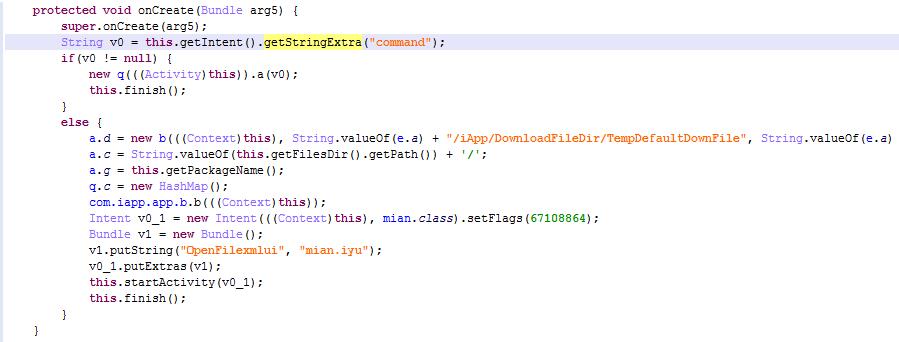 protected void onCreate(Bundle arg5) {
super.onCreate(arg5);
String v0 = this.getIntent().getStringExtra("command");
if(v0 != null) {
new q(((Activity)this)).a(v0);
this.finish();
}
else {
a.d = new b(((Context)this), String.valueOf(e.a) + "/iApp/DownloadFileDir/TempDefaultDownFile", String.valueOf(e.a)
a.c = String.valueOf(this.getFilesDir().getPath()) + '/';
a.g = this.getPackageName();
q.c = new HashMap();
com.iapp.app.b.b(((Context)this));
Intent v0_1 = new Intent(((Context)this), mian.class).setFlags(67108864);
Bundle v1 = new Bundle();
v1.putString("OpenFilexmlui", "mian.iyu");
v0_1.putExtras(v1);
this.startActivity(v0_1);
this.finish();
}
}